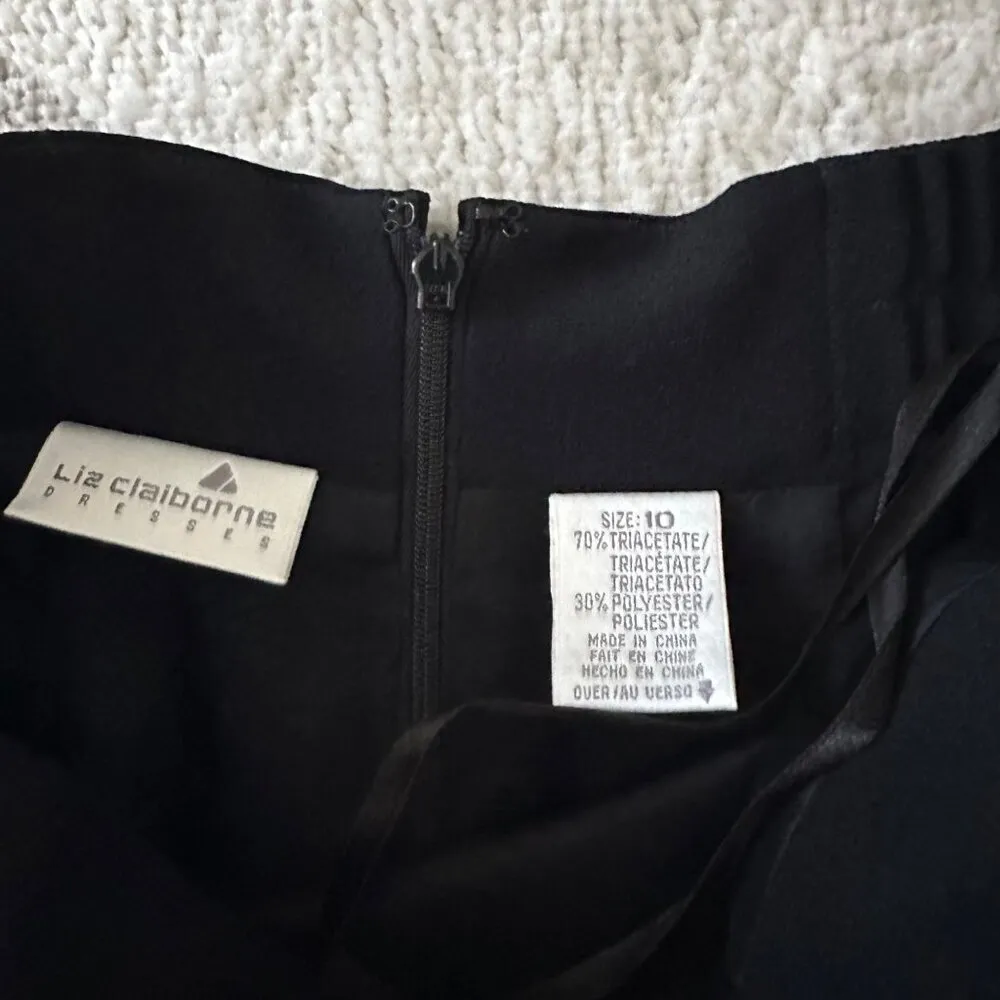 Liz claiborne
DRESSES
SIZE: 10
70% TRIACETATE/
TRIACÉTATE/
TRIACETATO
30% POLYESTER/
POLIESTER
MADE IN CHINA
FAIT EN CHINE
HECHO EN CHINA
OVER/AU VERSO